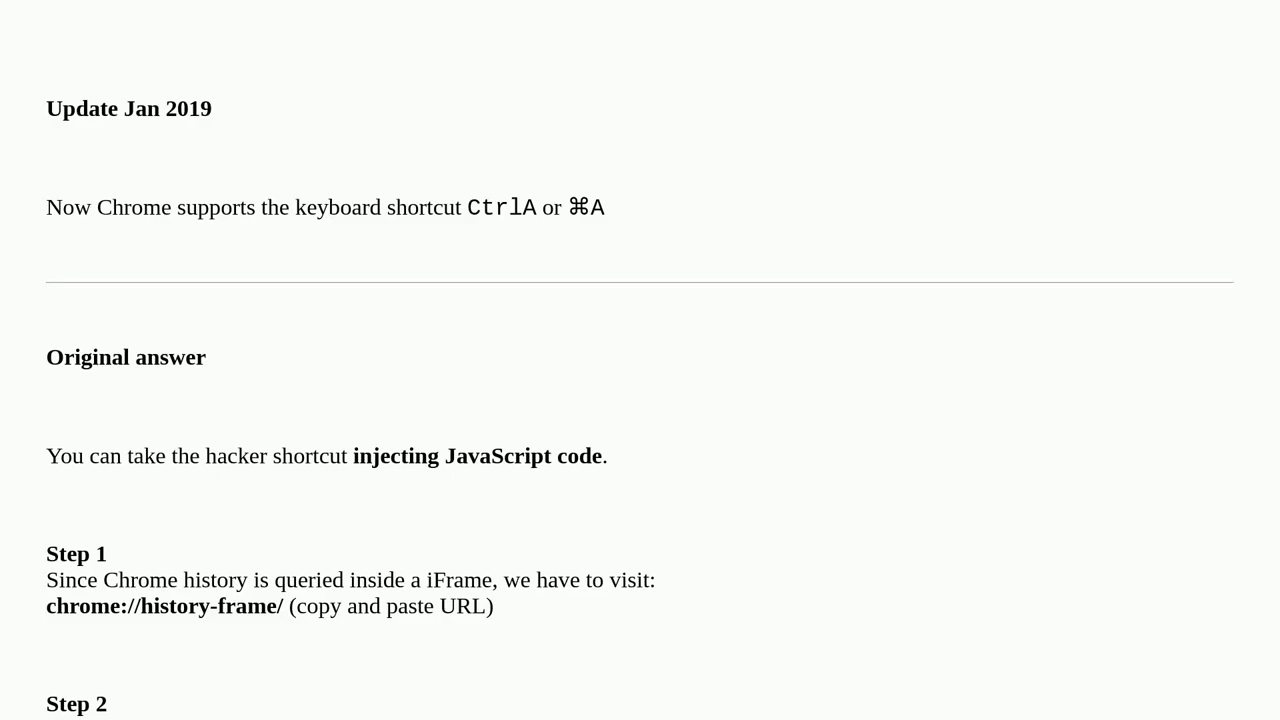 Update Jan 2019
Now Chrome supports the keyboard shortcut CtrlA or ⌘A
Original answer
You can take the hacker shortcut injecting JavaScript code.
Step 1
Since Chrome history is queried inside a iFrame, we have to visit:
chrome://history-frame/ (copy and paste URL)
Step 2